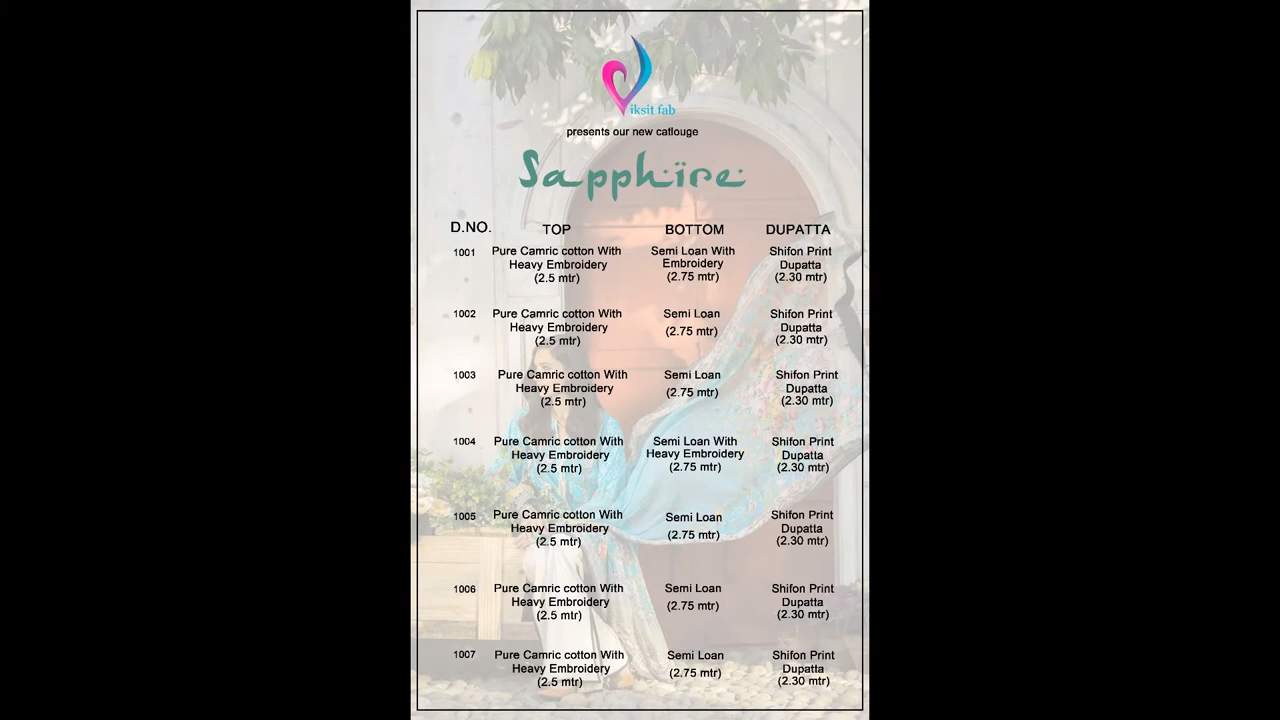 iksit fab
presents our new catlouge
Sapphire
D.NO. TOP BOTTOM DUPATTA
1001 Pure Camric cotton With Semi Loan With Shifon Print
Heavy Embroidery Embroidery Dupatta
(2.5 mtr) (2.75 mtr) (2.30 mtr)
1002 Pure Camric cotton With Semi Loan Shifon Print
Heavy Embroidery (2.75 mtr) Dupatta
(2.5 mtr) (2.30 mtr)
1003 Pure Camric cotton With Semi Loan Shifon Print
Heavy Embroidery (2.75 mtr) Dupatta
(2.5 mtr) (2.30 mtr)
1004 Pure Camric cotton With Semi Loan With Shifon Print
Heavy Embroidery Heavy Embroidery Dupatta
(2.5 mtr) (2.75 mtr) (2.30 mtr)
1005 Pure Camric cotton With Semi Loan Shifon Print
Heavy Embroidery (2.75 mtr) Dupatta
(2.5 mtr) (2.30 mtr)
1006 Pure Camric cotton With Semi Loan Shifon Print
Heavy Embroidery (2.75 mtr) Dupatta
(2.5 mtr) (2.30 mtr)
1007 Pure Camric cotton With Semi Loan Shifon Print
Heavy Embroidery (2.75 mtr) Dupatta
(2.5 mtr) (2.30 mtr)